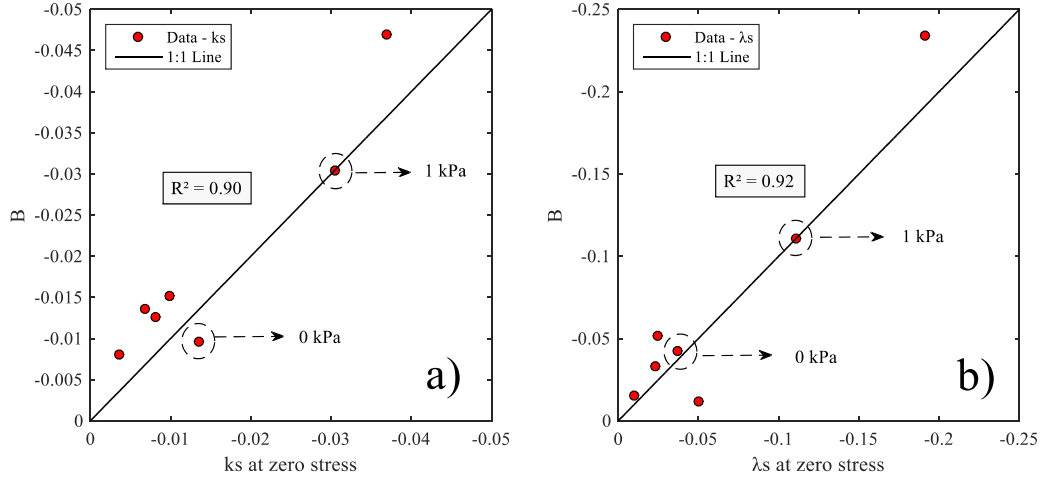 -0.05
-0.045
-0.04
-0.035
-0.03
-0.025
-0.02
-0.015
-0.01
-0.005
0
B
Data - ks
1:1 Line
R² = 0.90
1 kPa
0 kPa
a)
0 -0.01 -0.02 -0.03 -0.04 -0.05
ks at zero stress
-0.25
-0.2
-0.15
-0.1
-0.05
0
B
Data - λs
1:1 Line
R² = 0.92
1 kPa
0 kPa
b)
0 -0.05 -0.1 -0.15 -0.2 -0.25
λs at zero stress